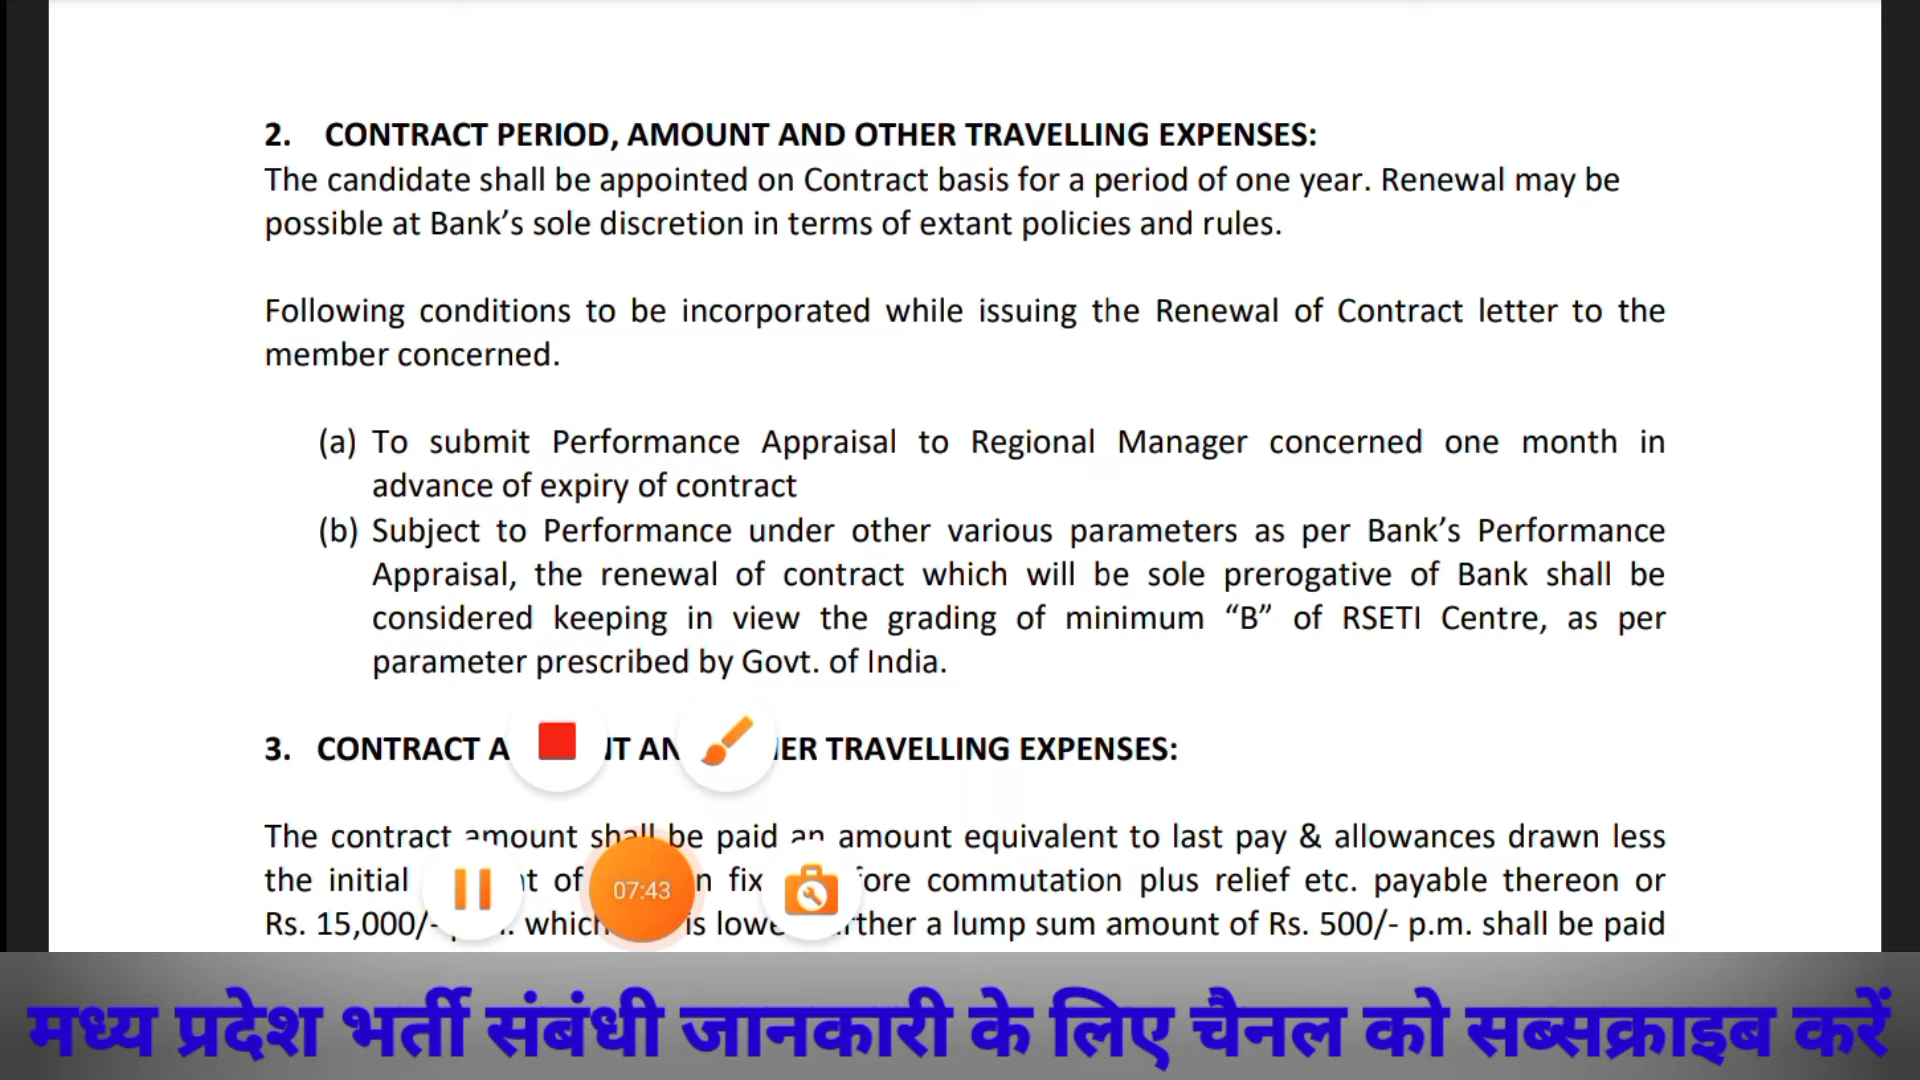 2. CONTRACT PERIOD, AMOUNT AND OTHER TRAVELLING EXPENSES:
The candidate shall be appointed on Contract basis for a period of one year. Renewal may be
possible at Bank’s sole discretion in terms of extant policies and rules.
Following conditions to be incorporated while issuing the Renewal of Contract letter to the
member concerned.
(a) To submit Performance Appraisal to Regional Manager concerned one month in
advance of expiry of contract
(b) Subject to Performance under other various parameters as per Bank’s Performance
Appraisal, the renewal of contract which will be sole prerogative of Bank shall be
considered keeping in view the grading of minimum “B” of RSETI Centre, as per
parameter prescribed by Govt. of India.
3. CONTRACT TRAVELLING EXPENSES:
The contract amount shall be paid an amount equivalent to last pay & allowances drawn less
the initial of commutation plus relief etc. payable thereon or
Rs. 15,000/- which is a lump sum amount of Rs. 500/- p.m. shall be paid
07:43
मध्य प्रदेश भर्ती संबंधी जानकारी के लिए चैनल को सब्सक्राइब करें